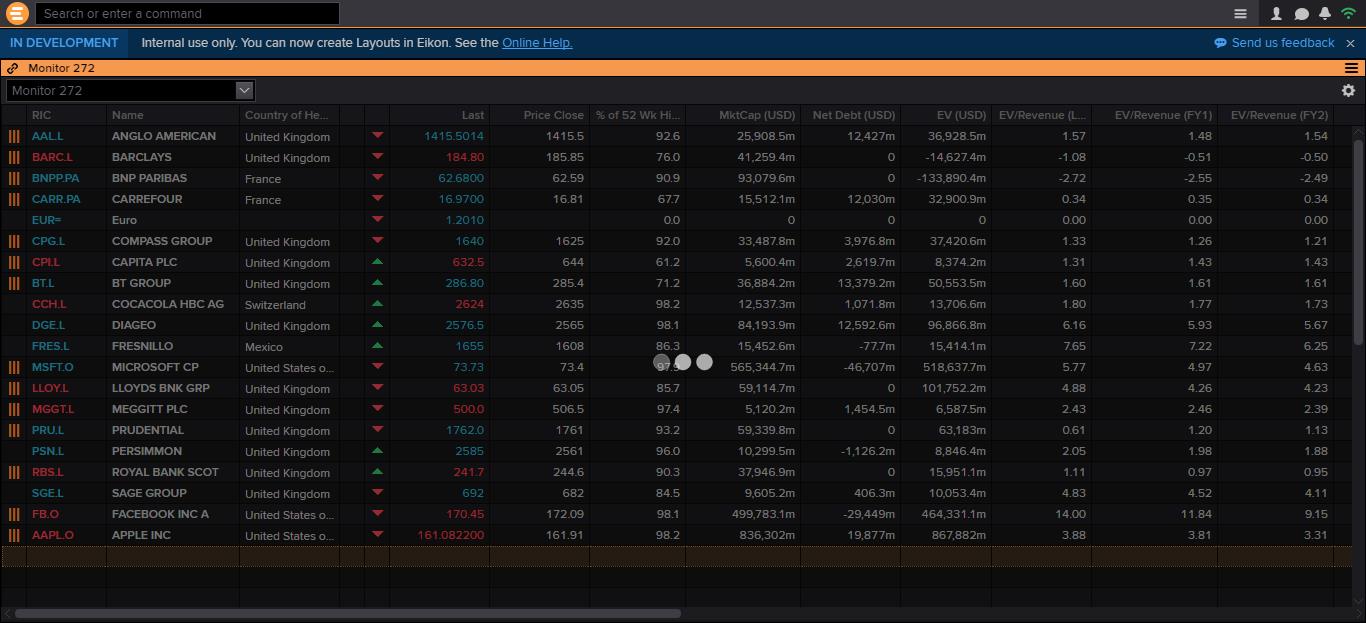 Search or enter a command
IN DEVELOPMENT Internal use only. You can now create Layouts in Eikon. See the Online Help. Send us feedback
Monitor 272
Monitor 272
RIC Name Country of He... Last Price Close % of 52 Wk Hi... MktCap (USD) Net Debt (USD) EV (USD) EV/Revenue (L... EV/Revenue (FY1) EV/Revenue (FY2)
AAL.L ANGLO AMERICAN United Kingdom 1415.5014 1415.5 92.6 25,908.5m 12,427m 36,928.5m 1.57 1.48 1.54
BARC.L BARCLAYS United Kingdom 184.80 185.85 76.0 41,259.4m 0 -14,627.4m -1.08 -0.51 -0.50
BNPP.PA BNP PARIBAS France 62.6800 62.59 90.9 93,079.6m 0 -133,890.4m -2.72 -2.55 -2.49
CARR.PA CARREFOUR France 16.9700 16.81 67.7 15,512.1m 12,030m 32,900.9m 0.34 0.35 0.34
EUR= Euro 1.2010 0.0 0 0 0 0.00 0.00 0.00
CPG.L COMPASS GROUP United Kingdom 1640 1625 92.0 33,487.8m 3,976.8m 37,420.6m 1.33 1.26 1.21
CPI.L CAPITA PLC United Kingdom 632.5 644 61.2 5,600.4m 2,619.7m 8,374.2m 1.31 1.43 1.43
BT.L BT GROUP United Kingdom 286.80 285.4 71.2 36,884.2m 13,379.2m 50,553.5m 1.60 1.61 1.61
CCH.L COCACOLA HBC AG Switzerland 2624 2635 98.2 12,537.3m 1,071.8m 13,706.6m 1.80 1.77 1.73
DGE.L DIAGEO United Kingdom 2576.5 2565 98.1 84,193.9m 12,592.6m 96,866.8m 6.16 5.93 5.67
FRES.L FRESNILLO Mexico 1655 1608 86.3 15,452.6m -77.7m 15,414.1m 7.65 7.22 6.25
MSFT.O MICROSOFT CP United States o... 73.73 73.4 97.9 565,344.7m -46,707m 518,637.7m 5.77 4.97 4.63
LLOY.L LLOYDS BNK GRP United Kingdom 63.03 63.05 85.7 59,114.7m 0 101,752.2m 4.88 4.26 4.23
MGGT.L MEGGITT PLC United Kingdom 500.0 506.5 97.4 5,120.2m 1,454.5m 6,587.5m 2.43 2.46 2.39
PRU.L PRUDENTIAL United Kingdom 1762.0 1761 93.2 59,339.8m 0 63,183m 0.61 1.20 1.13
PSN.L PERSIMMON United Kingdom 2585 2561 96.0 10,299.5m -1,126.2m 8,846.4m 2.05 1.98 1.88
RBS.L ROYAL BANK SCOT United Kingdom 241.7 244.6 90.3 37,946.9m 0 15,951.1m 1.11 0.97 0.95
SGE.L SAGE GROUP United Kingdom 692 682 84.5 9,605.2m 406.3m 10,053.4m 4.83 4.52 4.11
FB.O FACEBOOK INC A United States o... 170.45 172.09 98.1 499,783.1m -29,449m 464,331.1m 14.00 11.84 9.15
AAPL.O APPLE INC United States o... 161.082200 161.91 98.2 836,302m 19,877m 867,882m 3.88 3.81 3.31